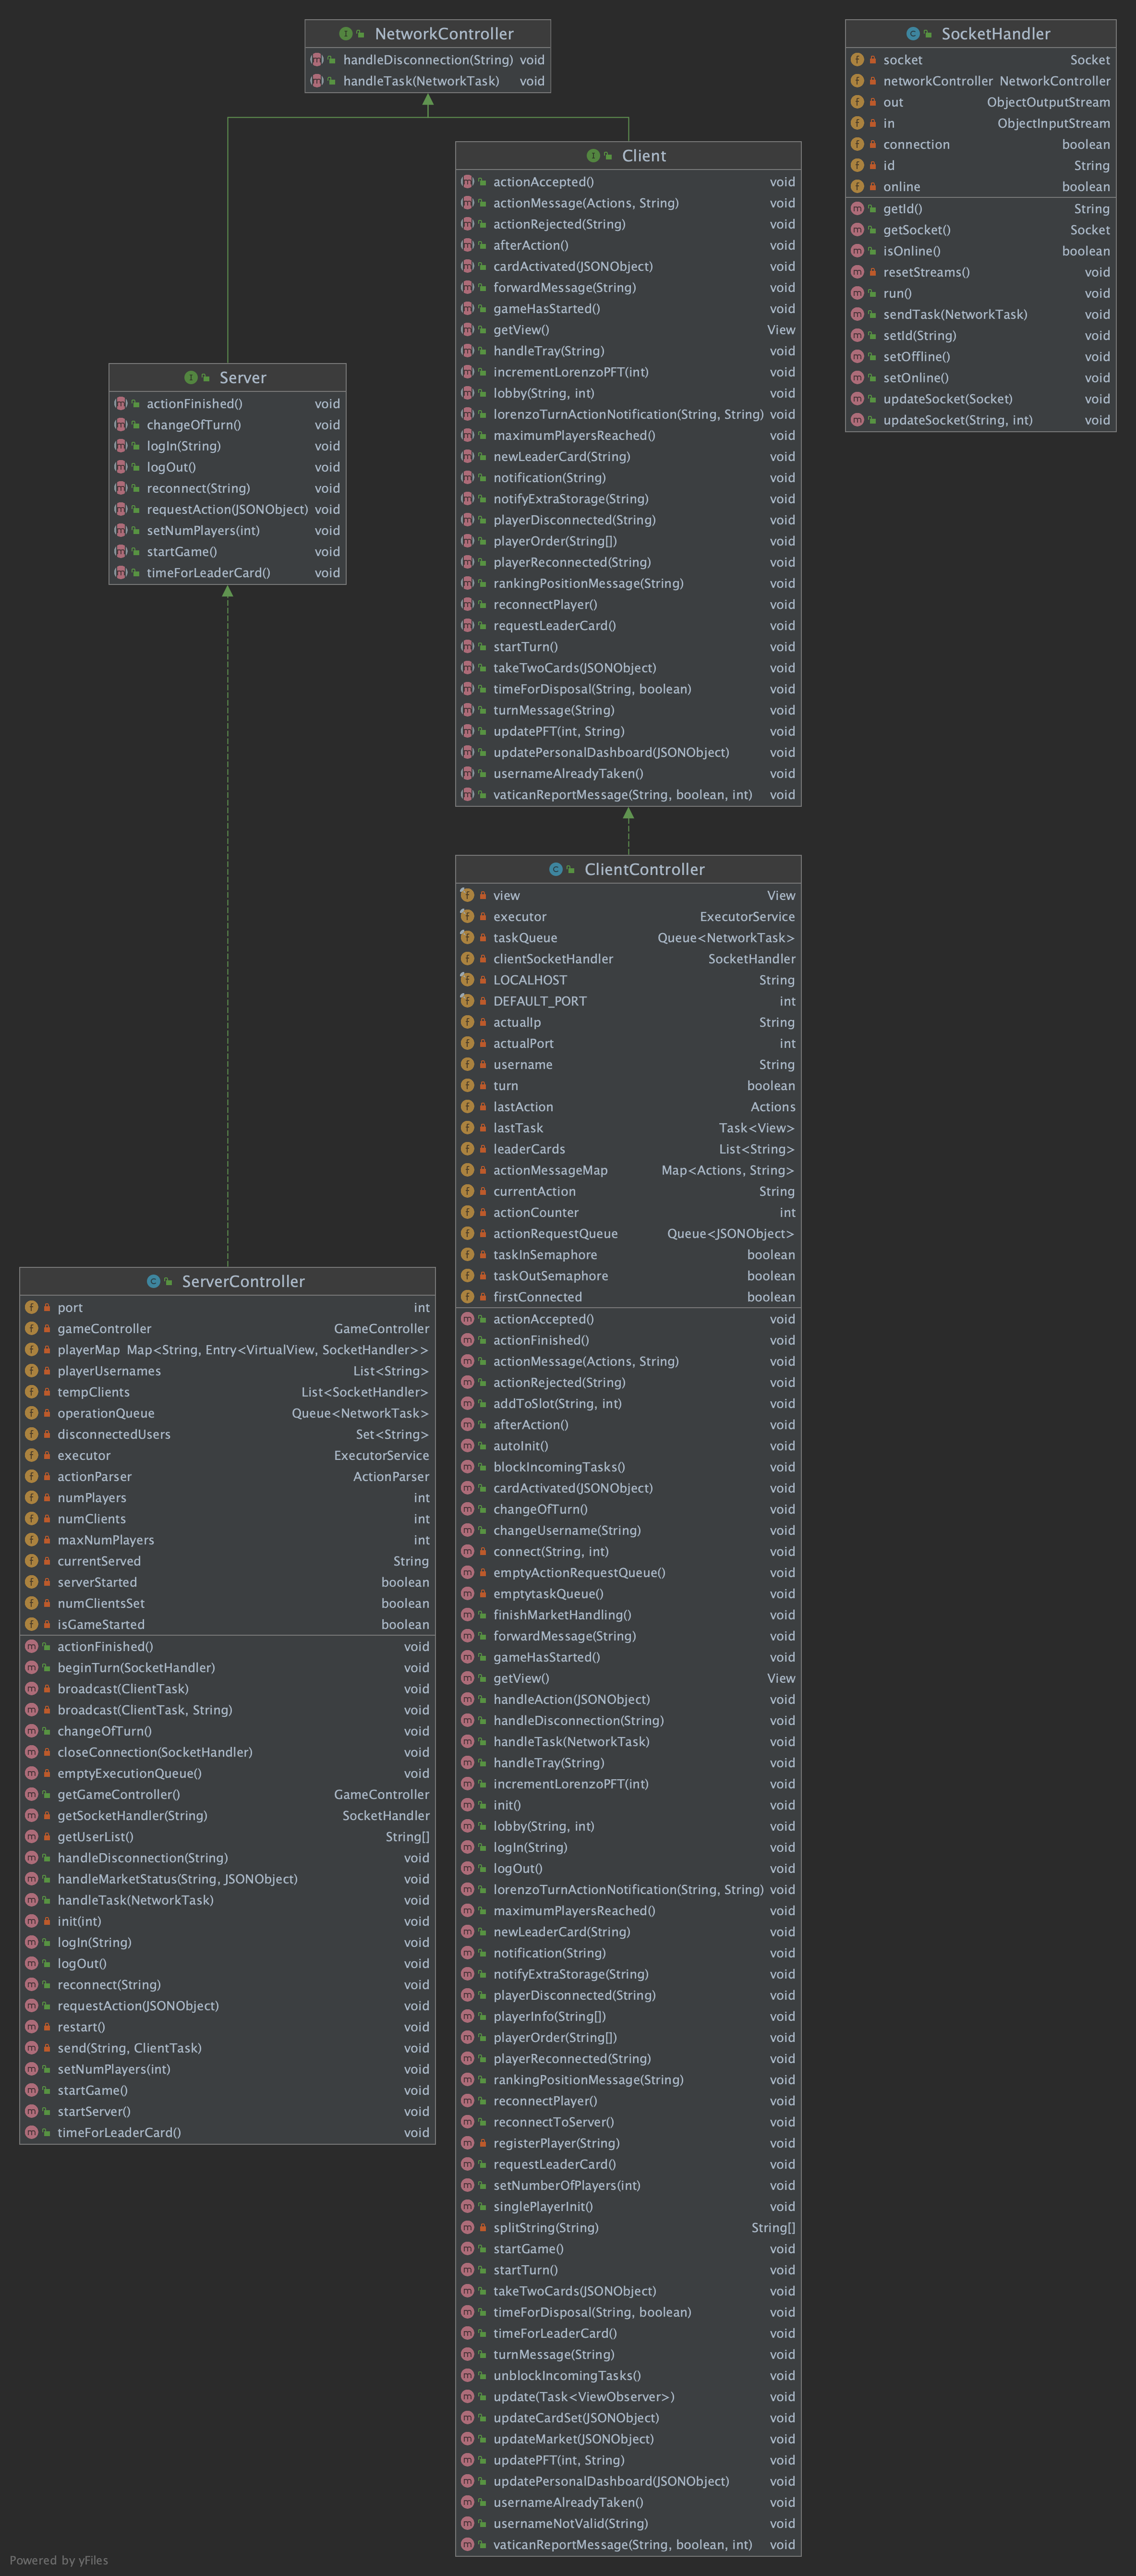 NetworkController
handleDisconnection(String) void
handleTask(NetworkTask) void
SocketHandler
socket Socket
networkController NetworkController
out ObjectOutputStream
in ObjectInputStream
connection boolean
id String
online boolean
getId() String
getSocket() Socket
isOnline() boolean
resetStreams() void
run() void
sendTask(NetworkTask) void
setId(String) void
setOffline() void
setOnline() void
updateSocket(Socket) void
updateSocket(String, int) void
Client
actionAccepted() void
actionMessage(Actions, String) void
actionRejected(String) void
afterAction() void
cardActivated(JSONObject) void
forwardMessage(String) void
gameHasStarted() void
getView() View
handleTray(String) void
incrementLorenzoPFT(int) void
lobby(String, int) void
lorenzoTurnActionNotification(String, String) void
maximumPlayersReached() void
newLeaderCard(String) void
notification(String) void
notifyExtraStorage(String) void
playerDisconnected(String) void
playerOrder(String[]) void
playerReconnected(String) void
rankingPositionMessage(String) void
reconnectPlayer() void
requestLeaderCard() void
startTurn() void
takeTwoCards(JSONObject) void
timeForDisposal(String, boolean) void
turnMessage(String) void
updatePFT(int, String) void
updatePersonalDashboard(JSONObject) void
usernameAlreadyTaken() void
vaticanReportMessage(String, boolean, int) void
Server
actionFinished() void
changeOfTurn() void
logIn(String) void
logOut() void
reconnect(String) void
requestAction(JSONObject) void
setNumPlayers(int) void
startGame() void
timeForLeaderCard() void
ClientController
view View
executor ExecutorService
taskQueue Queue<NetworkTask>
clientSocketHandler SocketHandler
LOCALHOST String
DEFAULT_PORT int
actualIp String
actualPort int
username String
turn boolean
lastAction Actions
lastTask Task<View>
leaderCards List<String>
actionMessageMap Map<Actions, String>
currentAction String
actionCounter int
actionRequestQueue Queue<JSONObject>
taskInSemaphore boolean
taskOutSemaphore boolean
firstConnected boolean
actionAccepted() void
actionFinished() void
actionMessage(Actions, String) void
actionRejected(String) void
addToSlot(String, int) void
afterAction() void
autoInit() void
blockIncomingTasks() void
cardActivated(JSONObject) void
changeOfTurn() void
changeUsername(String) void
connect(String, int) void
emptyActionRequestQueue() void
emptytaskQueue() void
finishMarketHandling() void
forwardMessage(String) void
gameHasStarted() void
getView() View
handleAction(JSONObject) void
handleDisconnection(String) void
handleTask(NetworkTask) void
handleTray(String) void
incrementLorenzoPFT(int) void
init() void
lobby(String, int) void
logIn(String) void
logOut() void
lorenzoTurnActionNotification(String, String) void
maximumPlayersReached() void
newLeaderCard(String) void
notification(String) void
notifyExtraStorage(String) void
playerDisconnected(String) void
playerInfo(String[]) void
playerOrder(String[]) void
playerReconnected(String) void
rankingPositionMessage(String) void
reconnectPlayer() void
reconnectToServer() void
registerPlayer(String) void
requestLeaderCard() void
setNumberOfPlayers(int) void
singlePlayerInit() void
splitString(String) String[]
startGame() void
startTurn() void
takeTwoCards(JSONObject) void
timeForDisposal(String, boolean) void
timeForLeaderCard() void
turnMessage(String) void
unblockIncomingTasks() void
update(Task<ViewObserver>) void
updateCardSet(JSONObject) void
updateMarket(JSONObject) void
updatePFT(int, String) void
updatePersonalDashboard(JSONObject) void
usernameAlreadyTaken() void
usernameNotValid(String) void
vaticanReportMessage(String, boolean, int) void
ServerController
port int
gameController GameController
playerMap Map<String, Entry<VirtualView, SocketHandler>>
playerUsernames List<String>
tempClients List<SocketHandler>
operationQueue Queue<NetworkTask>
disconnectedUsers Set<String>
executor ExecutorService
actionParser ActionParser
numPlayers int
numClients int
maxNumPlayers int
currentServed String
serverStarted boolean
numClientsSet boolean
isGameStarted boolean
actionFinished() void
beginTurn(SocketHandler) void
broadcast(ClientTask) void
broadcast(ClientTask, String) void
changeOfTurn() void
closeConnection(SocketHandler) void
emptyExecutionQueue() void
getGameController() GameController
getSocketHandler(String) SocketHandler
getUserList() String[]
handleDisconnection(String) void
handleMarketStatus(String, JSONObject) void
handleTask(NetworkTask) void
init(int) void
logIn(String) void
logOut() void
reconnect(String) void
requestAction(JSONObject) void
restart() void
send(String, ClientTask) void
setNumPlayers(int) void
startGame() void
startServer() void
timeForLeaderCard() void
Powered by yFiles